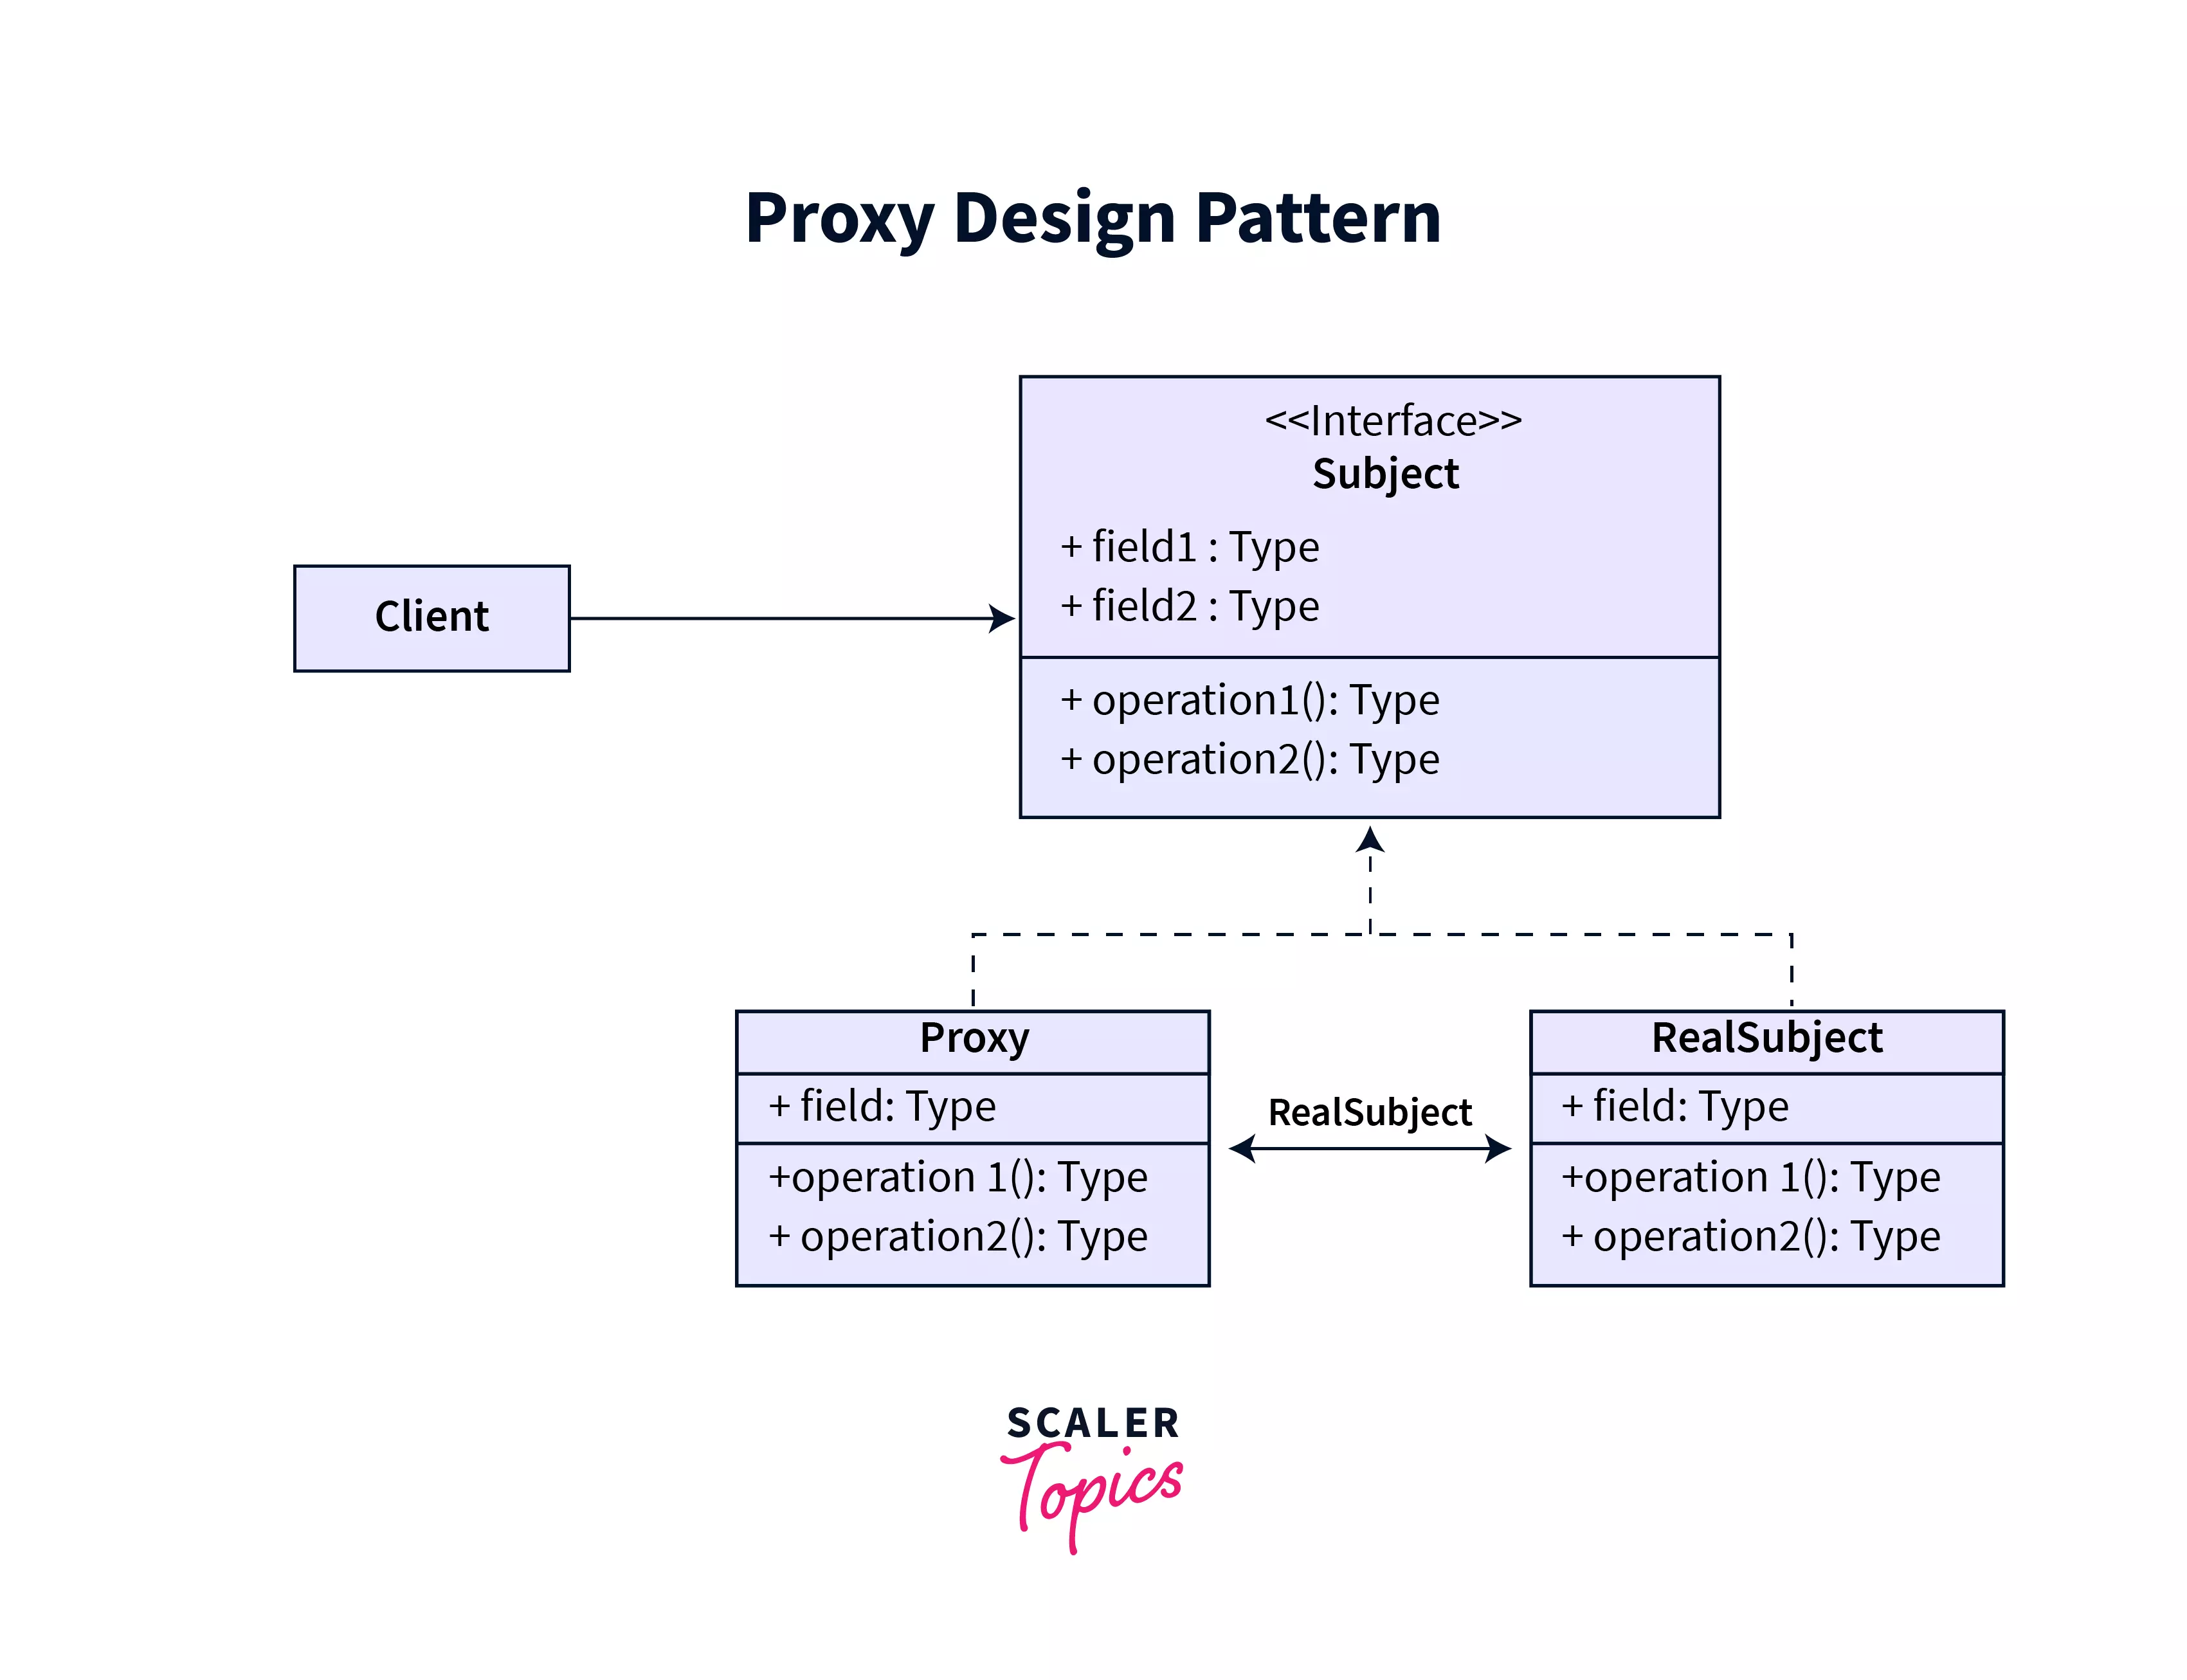 Proxy Design Pattern
<<Interface>>
Subject
+ field1 : Type
+ field2 : Type
Client
+ operation1(): Type
+ operation2(): Type
Proxy
+ field: Type
+operation 1(): Type
+ operation2(): Type
RealSubject
RealSubject
+ field: Type
+operation 1(): Type
+ operation2(): Type
SCALER
Topics